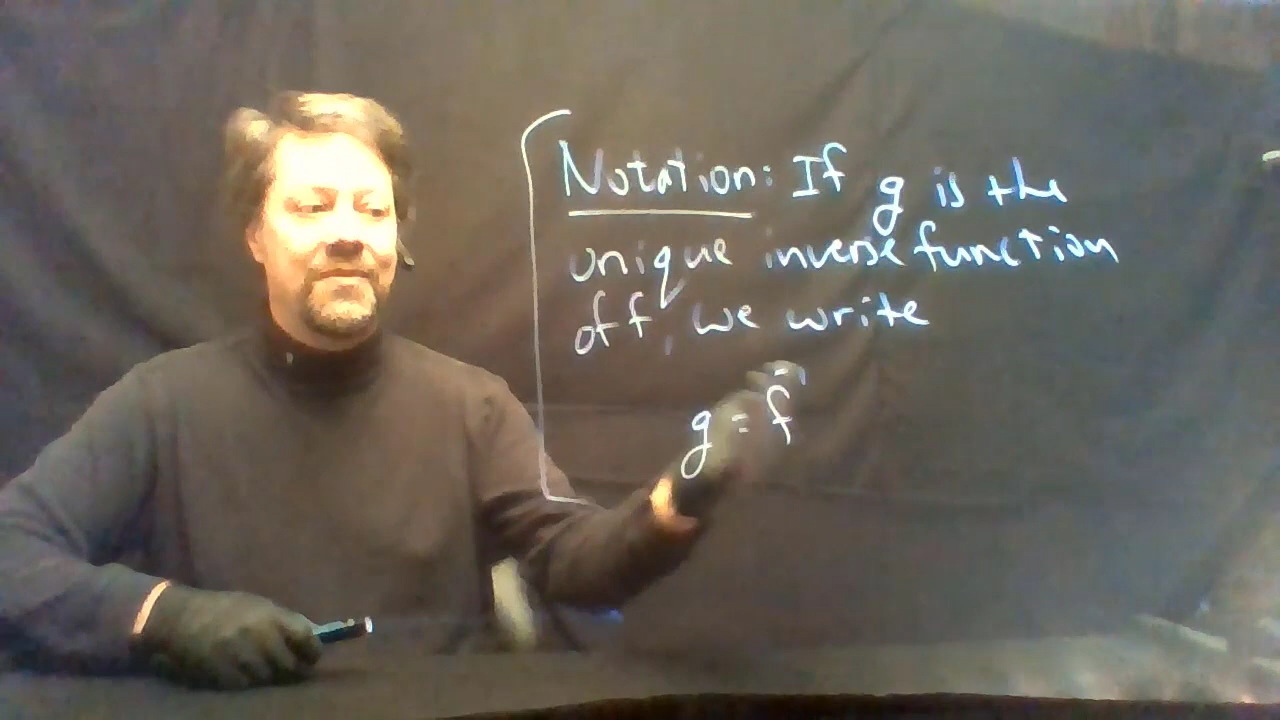 Notation: If g is the
unique inverse function
of f, we write
g = f⁻¹